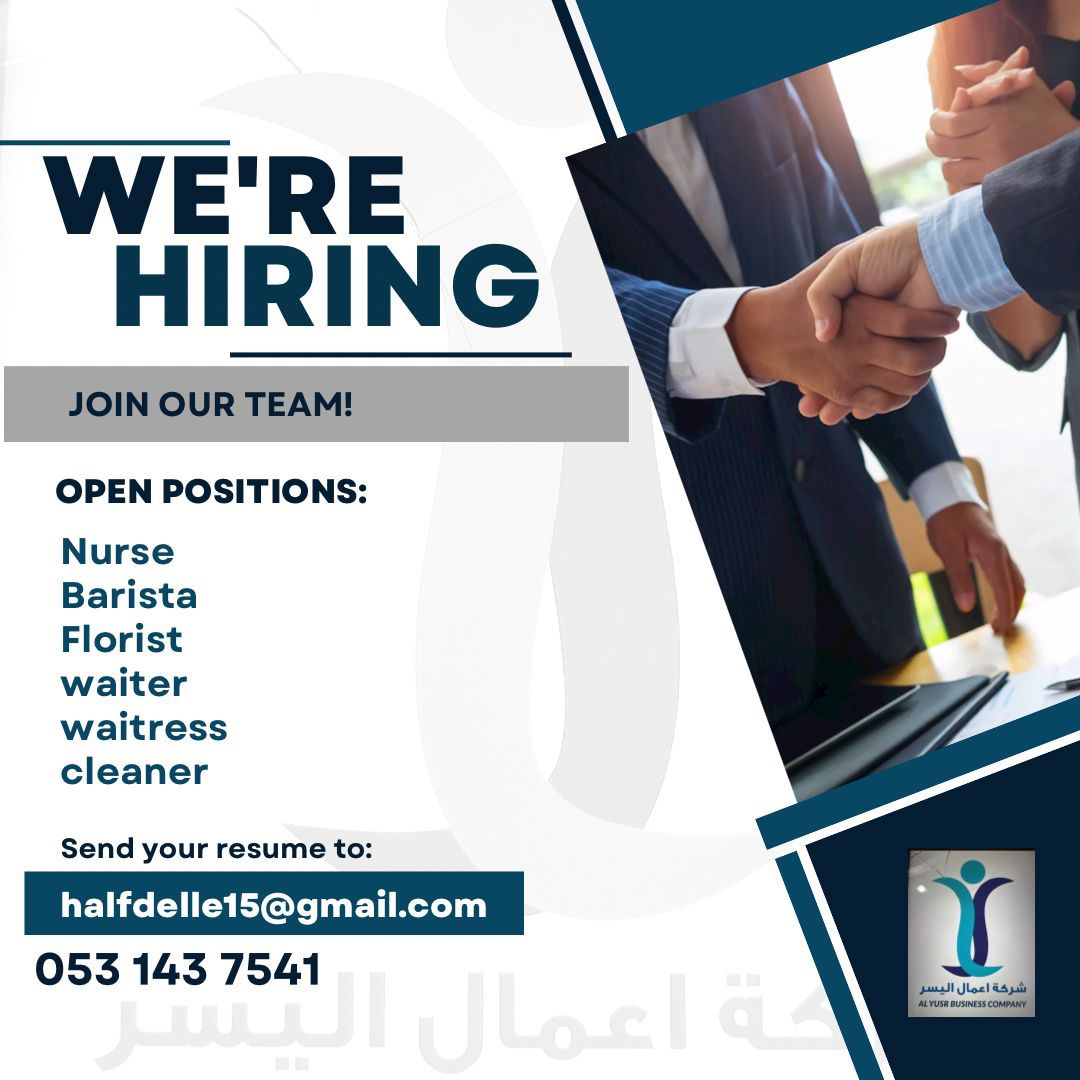 WE'RE
HIRING
JOIN OUR TEAM!
OPEN POSITIONS:
Nurse
Barista
Florist
waiter
waitress
cleaner
Send your resume to:
halfdelle15@gmail.com
053 143 7541
شركة اعمال اليسر
AL YUSR BUSINESS COMPANY
كة اعمال اليسر